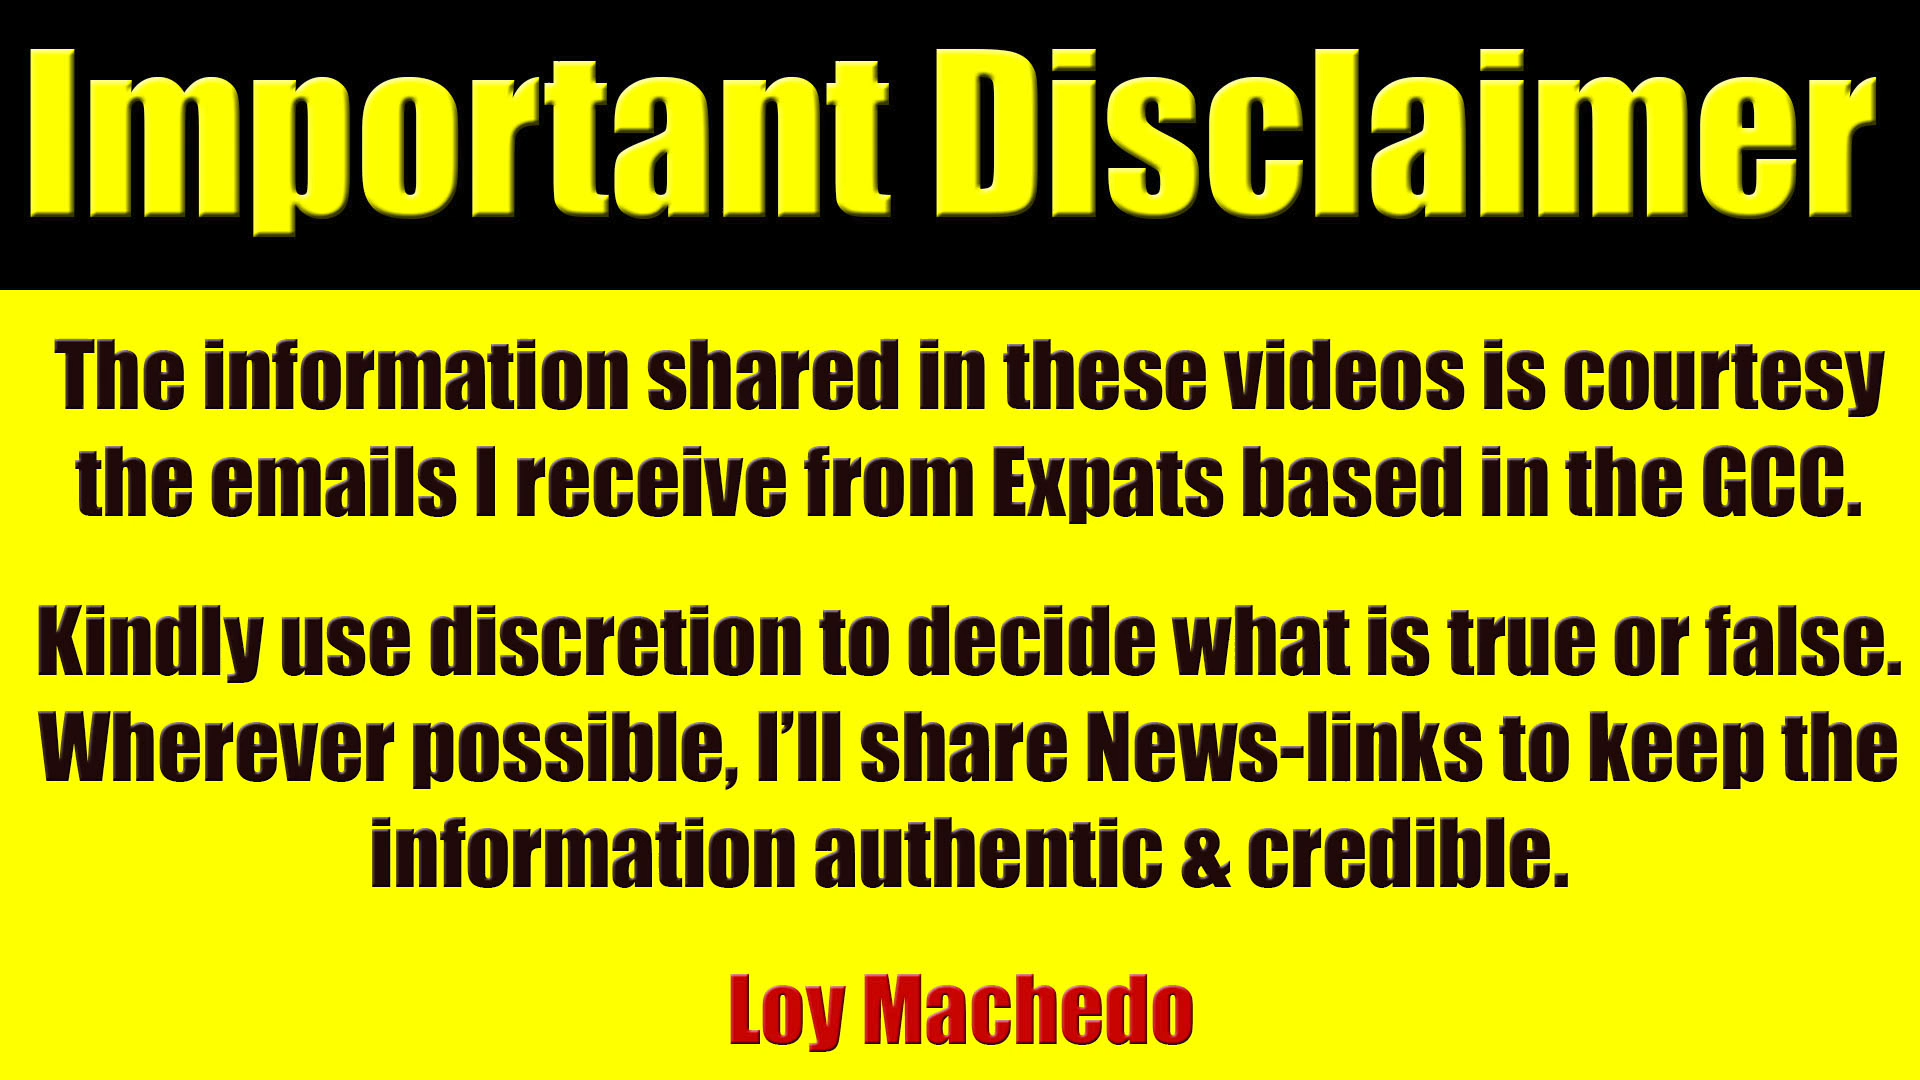 Important Disclaimer
The information shared in these videos is courtesy
the emails I receive from Expats based in the GCC.
Kindly use discretion to decide what is true or false.
Wherever possible, I’ll share News-links to keep the
information authentic & credible.
Loy Machedo